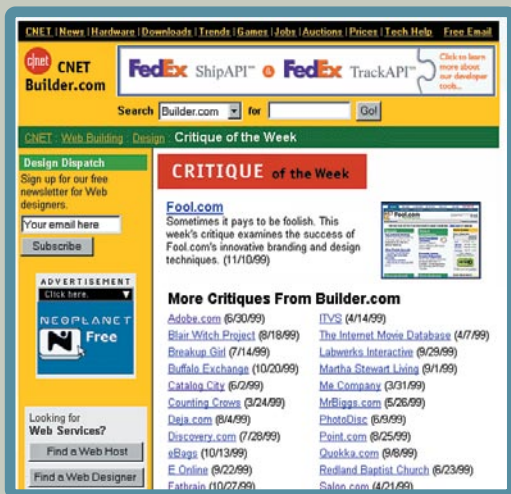 CNET | News | Hardware | Downloads | Trends | Games | Jobs | Auctions | Prices | Tech Help Free Email
c|net CNET
Builder.com
FedEx ShipAPI™ FedEx TrackAPI™
Click to learn
more about
our developer
tools...
Search Builder.com for Go!
CNET : Web Building : Design : Critique of the Week
Design Dispatch
Sign up for our free
newsletter for Web
designers.
Your email here
Subscribe
ADVERTISEMENT
Click here.
NEOPLANET
N Free
Looking for
Web Services?
Find a Web Host
Find a Web Designer
CRITIQUE of the Week
Fool.com
Sometimes it pays to be foolish. This
week's critique examines the success of
Fool.com's innovative branding and design
techniques. (11/10/99)
Fool.com
More Critiques From Builder.com
Adobe.com (6/30/99)
Blair Witch Project (8/18/99)
Breakup Girl (7/14/99)
Buffalo Exchange (10/20/99)
Catalog City (6/2/99)
Counting Crows (3/24/99)
Deja.com (8/4/99)
Discovery.com (7/28/99)
eBags (10/13/99)
E Online (9/22/99)
Fathrain (10/27/99)
ITVS (4/14/99)
The Internet Movie Database (4/7/99)
Labwerks Interactive (9/29/99)
Martha Stewart Living (9/1/99)
Me Company (3/31/99)
MrBiggs.com (5/26/99)
PhotoDisc (6/9/99)
Point.com (8/25/99)
Quokka.com (9/8/99)
Redland Baptist Church (6/23/99)
Salon.com (4/21/99)